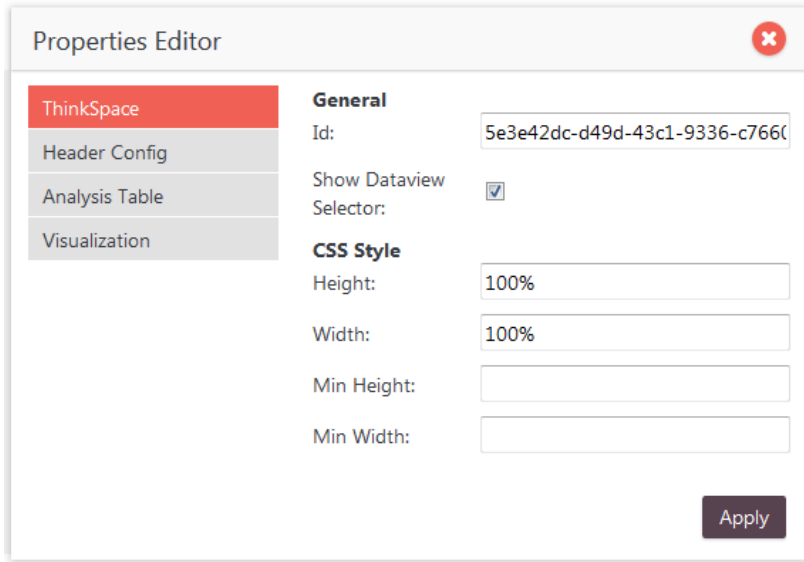 Properties Editor
ThinkSpace
Header Config
Analysis Table
Visualization
General
Id:
5e3e42dc-d49d-43c1-9336-c7660
Show Dataview
Selector:
CSS Style
Height:
100%
Width:
100%
Min Height:
Min Width:
Apply